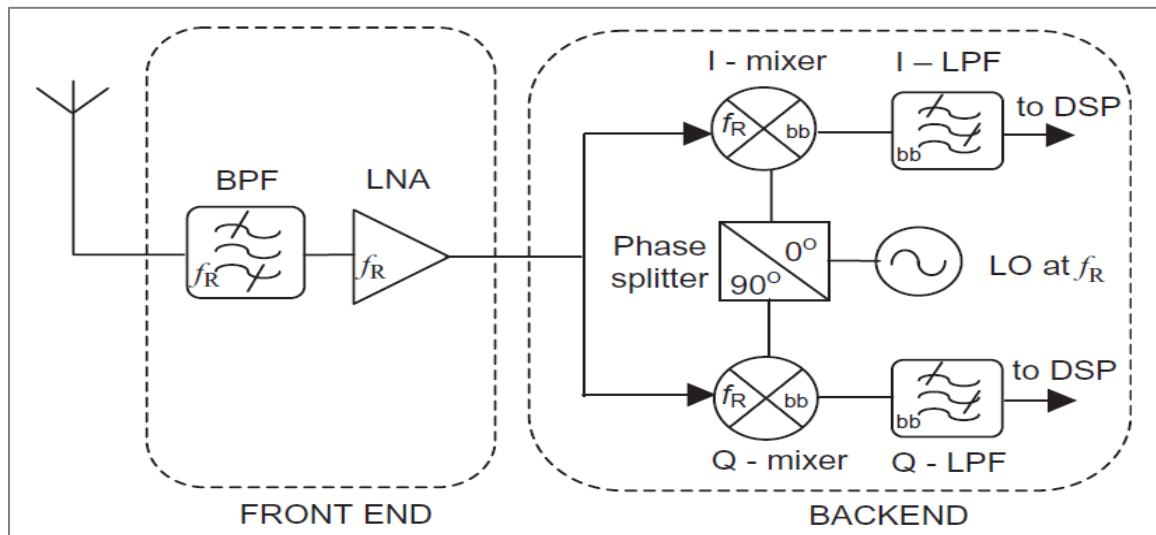 I - mixer
I – LPF
to DSP
fR
bb
bb
BPF
LNA
fR
fR
Phase
splitter
0O
90O
LO at fR
to DSP
fR
bb
bb
Q - mixer
Q - LPF
FRONT END
BACKEND